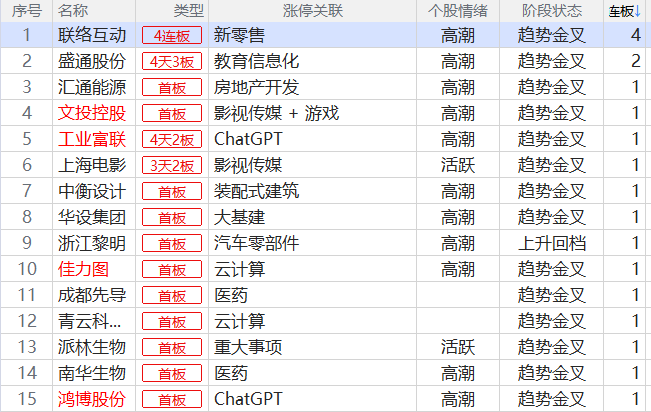 序号 名称 类型 涨停关联 个股情绪 阶段状态 连板↓
1 联络互动 4连板 新零售 高潮 趋势金叉 4
2 盛通股份 4天3板 教育信息化 高潮 趋势金叉 2
3 汇通能源 首板 房地产开发 高潮 趋势金叉 1
4 文投控股 首板 影视传媒 + 游戏 高潮 趋势金叉 1
5 工业富联 4天2板 ChatGPT 高潮 趋势金叉 1
6 上海电影 3天2板 影视传媒 活跃 趋势金叉 1
7 中衡设计 首板 装配式建筑 高潮 趋势金叉 1
8 华设集团 首板 大基建 高潮 趋势金叉 1
9 浙江黎明 首板 汽车零部件 高潮 上升回档 1
10 佳力图 首板 云计算 高潮 趋势金叉 1
11 成都先导 首板 医药 趋势金叉 1
12 青云科... 首板 云计算 趋势金叉 1
13 派林生物 首板 重大事项 活跃 趋势金叉 1
14 南华生物 首板 医药 高潮 趋势金叉 1
15 鸿博股份 首板 ChatGPT 高潮 趋势金叉 1